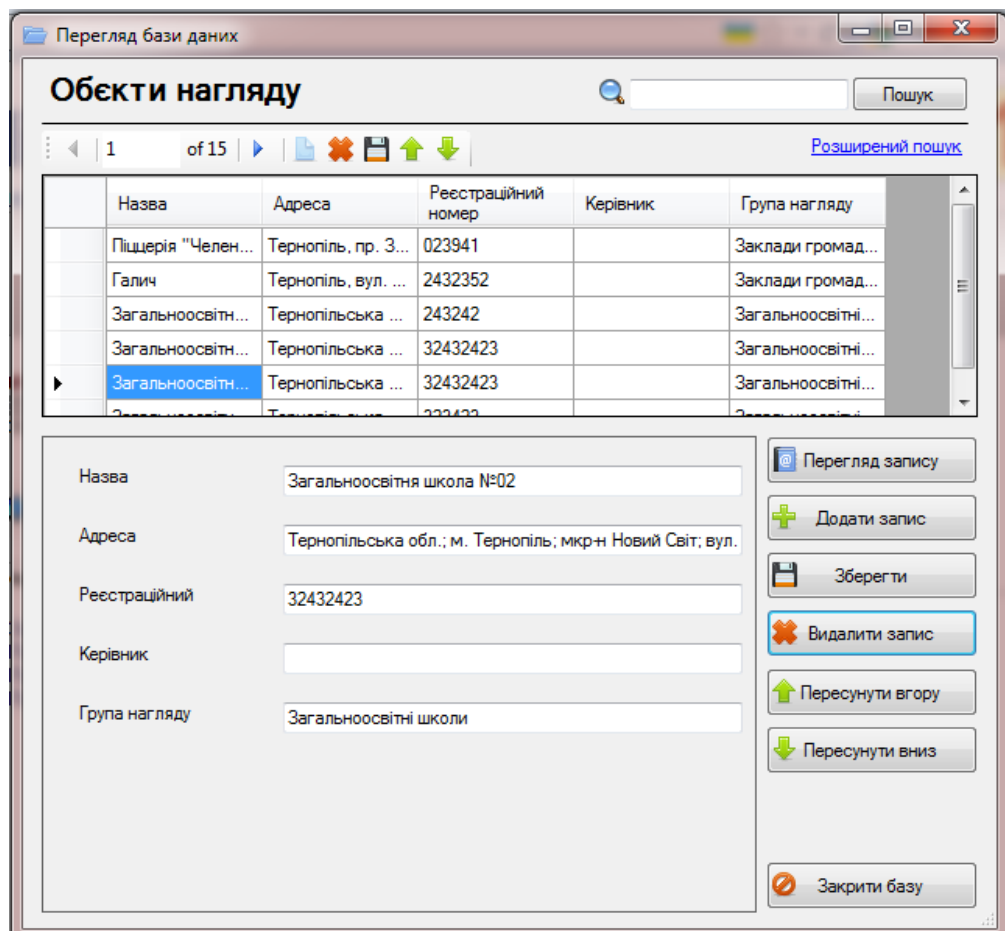 Перегляд бази даних
Обєкти нагляду
Пошук
1 of 15
Розширений пошук
Назва Адреса Реєстраційний номер Керівник Група нагляду
Піццерія "Челен... Тернопіль, пр. З... 023941 Заклади громад...
Галич Тернопіль, вул. ... 2432352 Заклади громад...
Загальноосвітн... Тернопільська ... 243242 Загальноосвітні...
Загальноосвітн... Тернопільська ... 32432423 Загальноосвітні...
Загальноосвітн... Тернопільська ... 32432423 Загальноосвітні...
Назва Загальноосвітня школа №02
Адреса Тернопільська обл.; м. Тернопіль; мкр-н Новий Світ; вул.
Реєстраційний 32432423
Керівник
Група нагляду Загальноосвітні школи
Перегляд запису
Додати запис
Зберегти
Видалити запис
Пересунути вгору
Пересунути вниз
Закрити базу